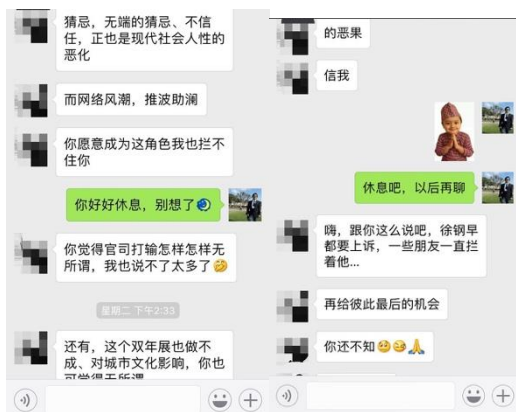 猜忌，无端的猜忌、不信
任，正也是现代社会人性的
恶化
而网络风潮，推波助澜
你愿意成为这角色我也拦不
住你
你好好休息，别想了
你觉得官司打输怎样怎样无
所谓，我也说不了太多了
星期二 下午2:33
还有，这个双年展也做不
成、对城市文化影响，你也
可觉得无所谓
的恶果
信我
休息吧，以后再聊
嗨，跟你这么说吧，徐钢早
都要上诉，一些朋友一直拦
着他...
再给彼此最后的机会
你还不知